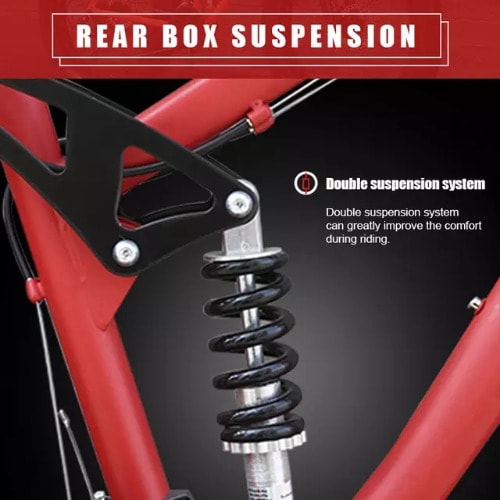 REAR BOX SUSPENSION
Double suspension system
Double suspension system
can greatly improve the comfort
during riding.